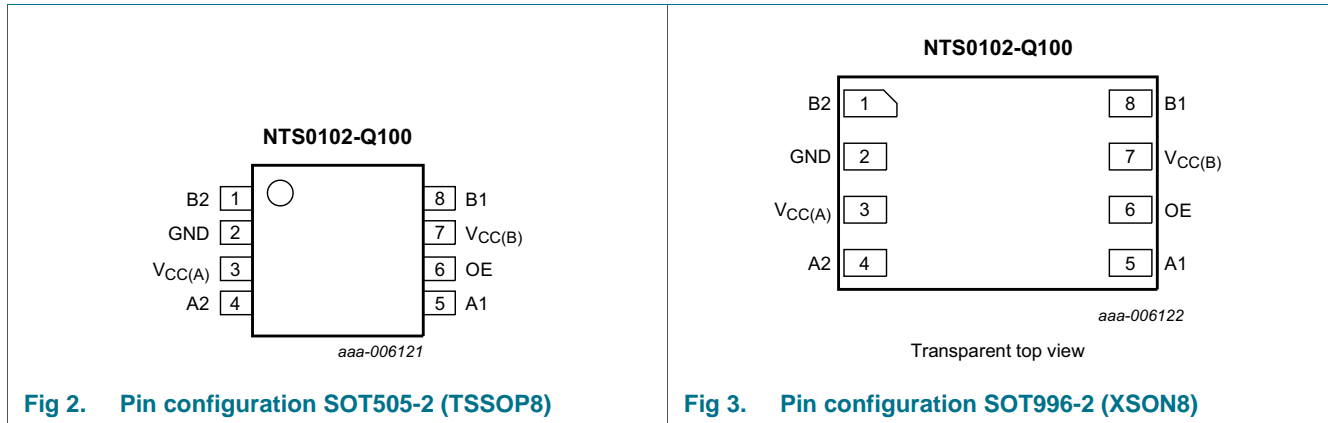 NTS0102-Q100
B2 1 8 B1
GND 2 7 VCC(B)
VCC(A) 3 6 OE
A2 4 5 A1
aaa-006121
Fig 2. Pin configuration SOT505-2 (TSSOP8)
NTS0102-Q100
B2 1 8 B1
GND 2 7 VCC(B)
VCC(A) 3 6 OE
A2 4 5 A1
aaa-006122
Transparent top view
Fig 3. Pin configuration SOT996-2 (XSON8)